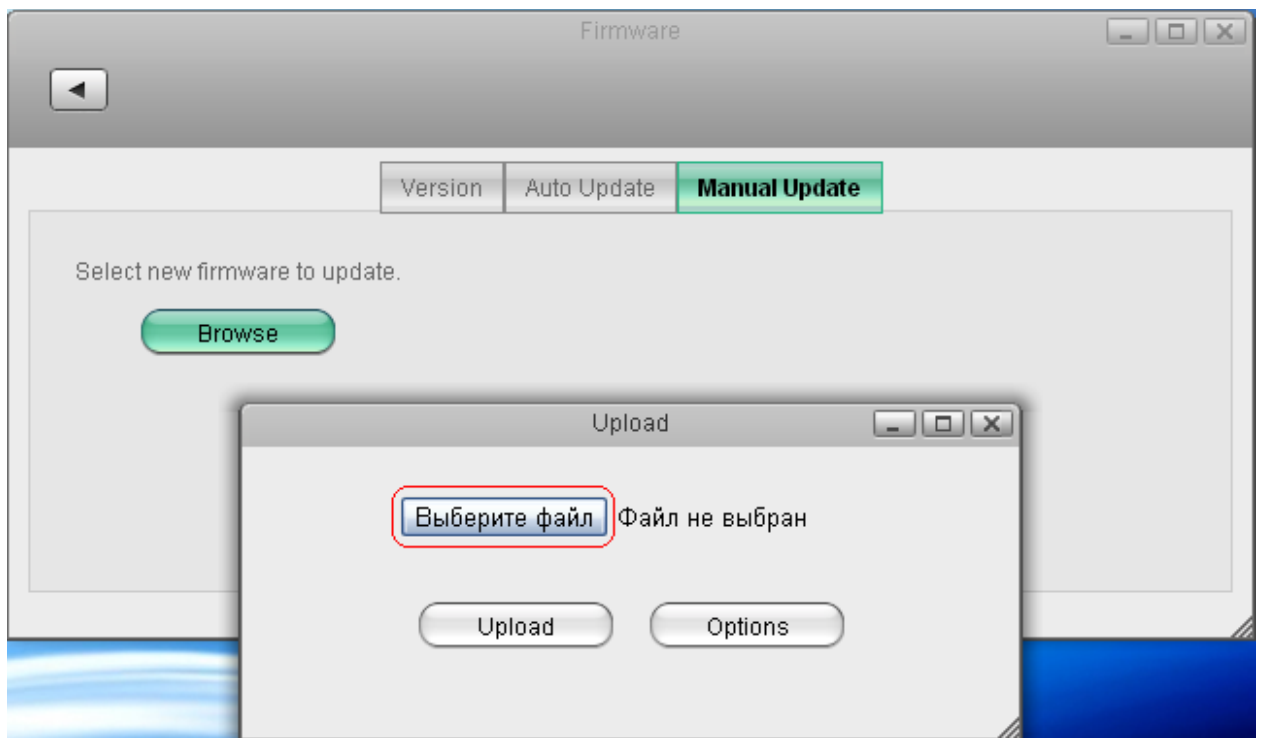 Firmware
Version Auto Update Manual Update
Select new firmware to update.
Browse
Upload
Выберите файл Файл не выбран
Upload Options